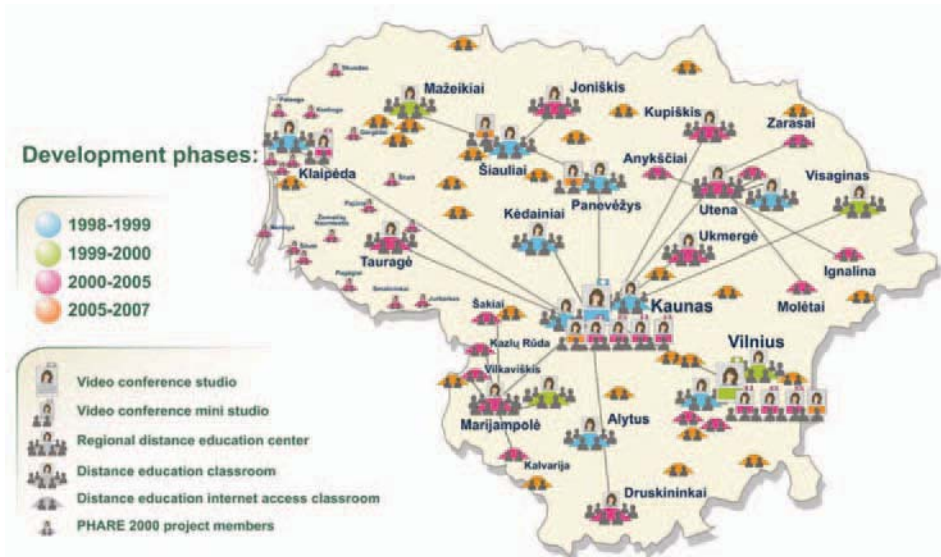 Mažeikiai
Joniškis
Kupiškis
Zarasai
Development phases:
Klaipėda
Šiauliai
Anykščiai
Visaginas
Panevėžys
Utena
1998-1999
1999-2000
2000-2005
2005-2007
Kėdainiai
Ukmergė
Tauragė
Ignalina
Molėtai
Šakiai
Kaunas
Kazlų Rūda
Vilnius
Vilkaviškis
Marijampolė
Alytus
Kalvarija
Druskininkai
Video conference studio
Video conference mini studio
Regional distance education center
Distance education classroom
Distance education internet access classroom
PHARE 2000 project members